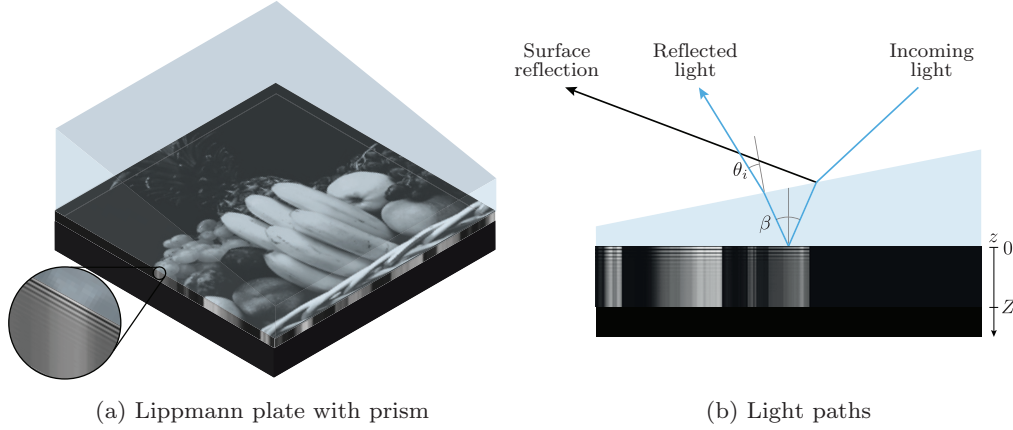 Surface
reflection
Reflected
light
Incoming
light
θi
β
z
0
Z
(a) Lippmann plate with prism
(b) Light paths